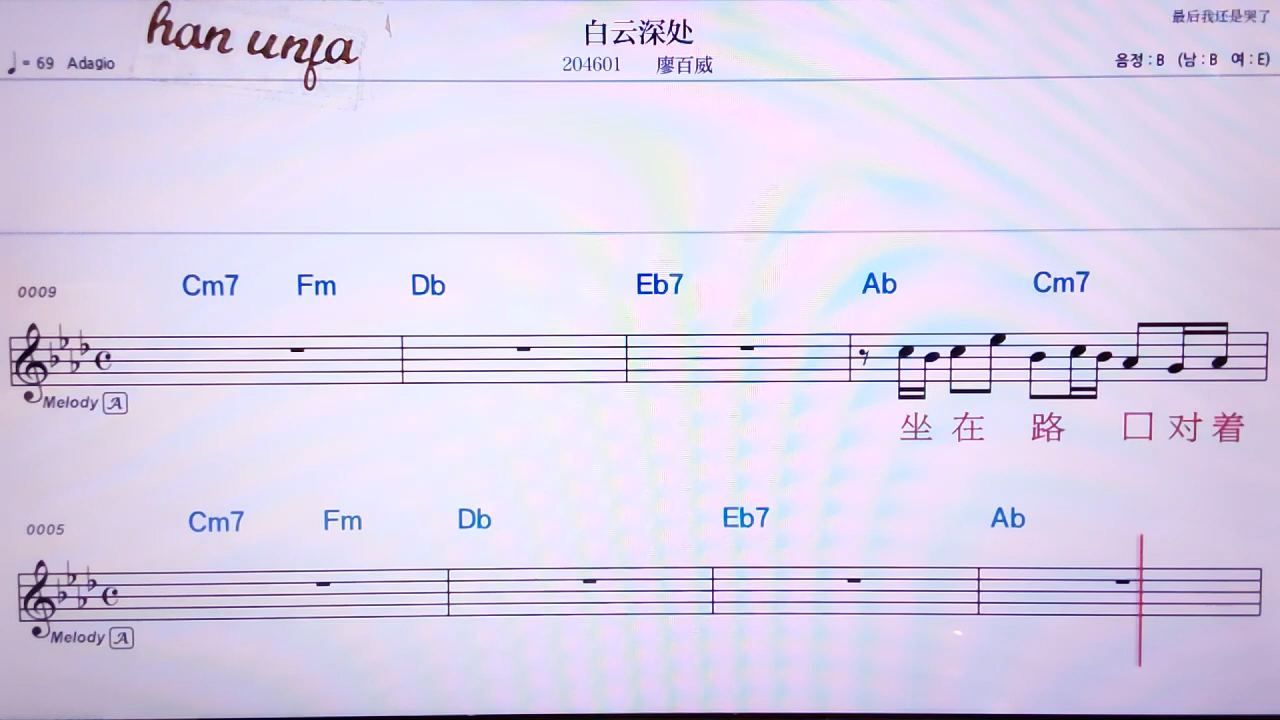 han unja
白云深处
最后我还是哭了
♩= 69 Adagio
204601 廖百威
음정 : B (남 : B 여 : E)
0009
Cm7 Fm Db Eb7 Ab Cm7
Melody A
坐 在 路 口 对 着
0005
Cm7 Fm Db Eb7 Ab
Melody A